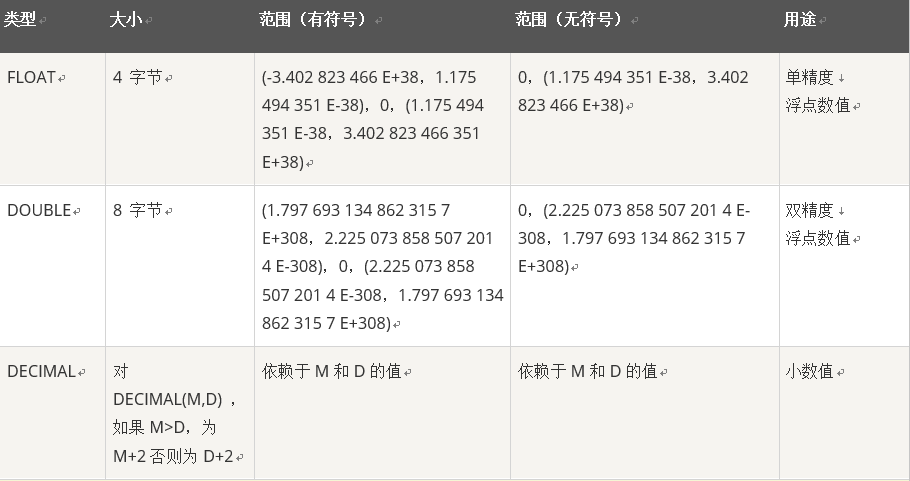 类型
大小
范围（有符号）
范围（无符号）
用途
FLOAT
4 字节
(-3.402 823 466 E+38，1.175
494 351 E-38)，0，(1.175 494
351 E-38，3.402 823 466 351
E+38)
0，(1.175 494 351 E-38，3.402
823 466 E+38)
单精度
浮点数值
DOUBLE
8 字节
(1.797 693 134 862 315 7
E+308，2.225 073 858 507 201
4 E-308)，0，(2.225 073 858
507 201 4 E-308，1.797 693 134
862 315 7 E+308)
0，(2.225 073 858 507 201 4 E-
308，1.797 693 134 862 315 7
E+308)
双精度
浮点数值
DECIMAL
对
DECIMAL(M,D) ，
如果 M>D，为
M+2 否则为 D+2
依赖于 M 和 D 的值
依赖于 M 和 D 的值
小数值